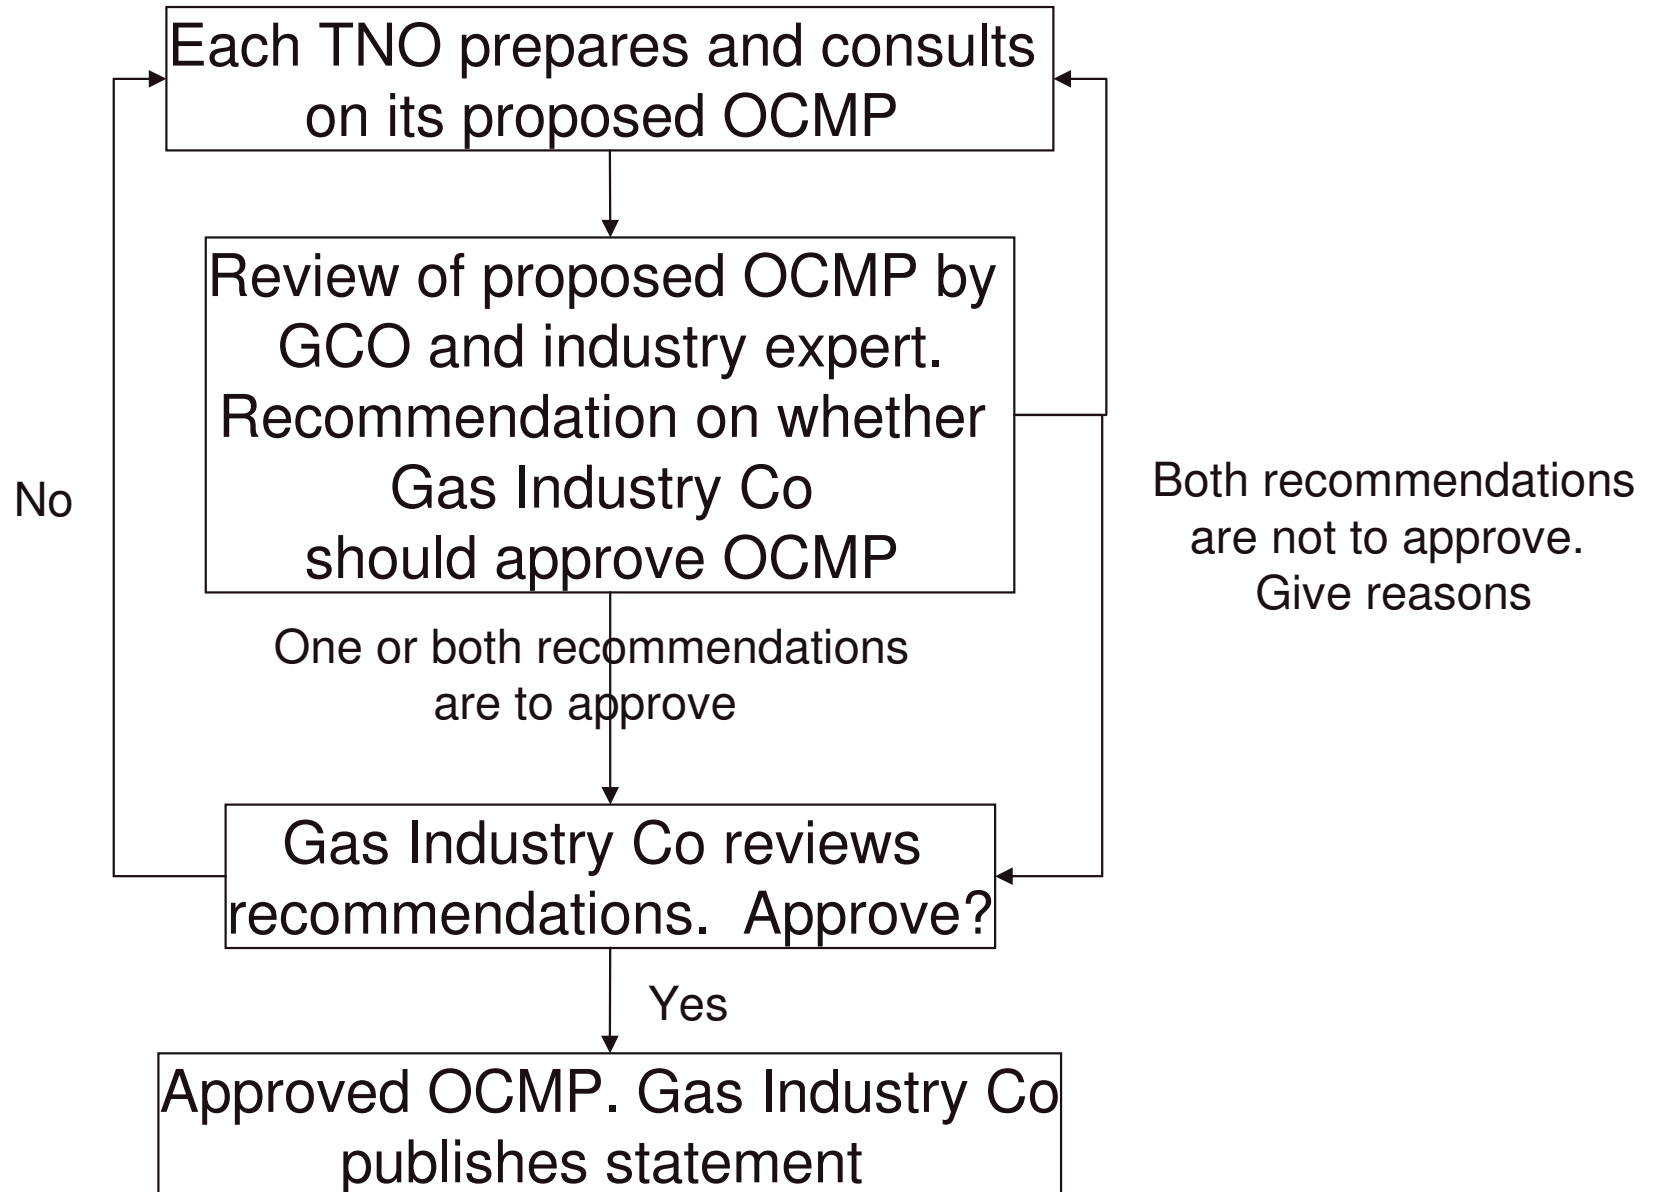 Each TNO prepares and consults
on its proposed OCMP
Review of proposed OCMP by
GCO and industry expert.
Recommendation on whether
Gas Industry Co
should approve OCMP
No
Both recommendations
are not to approve.
Give reasons
One or both recommendations
are to approve
Gas Industry Co reviews
recommendations.  Approve?
Yes
Approved OCMP. Gas Industry Co
publishes statement